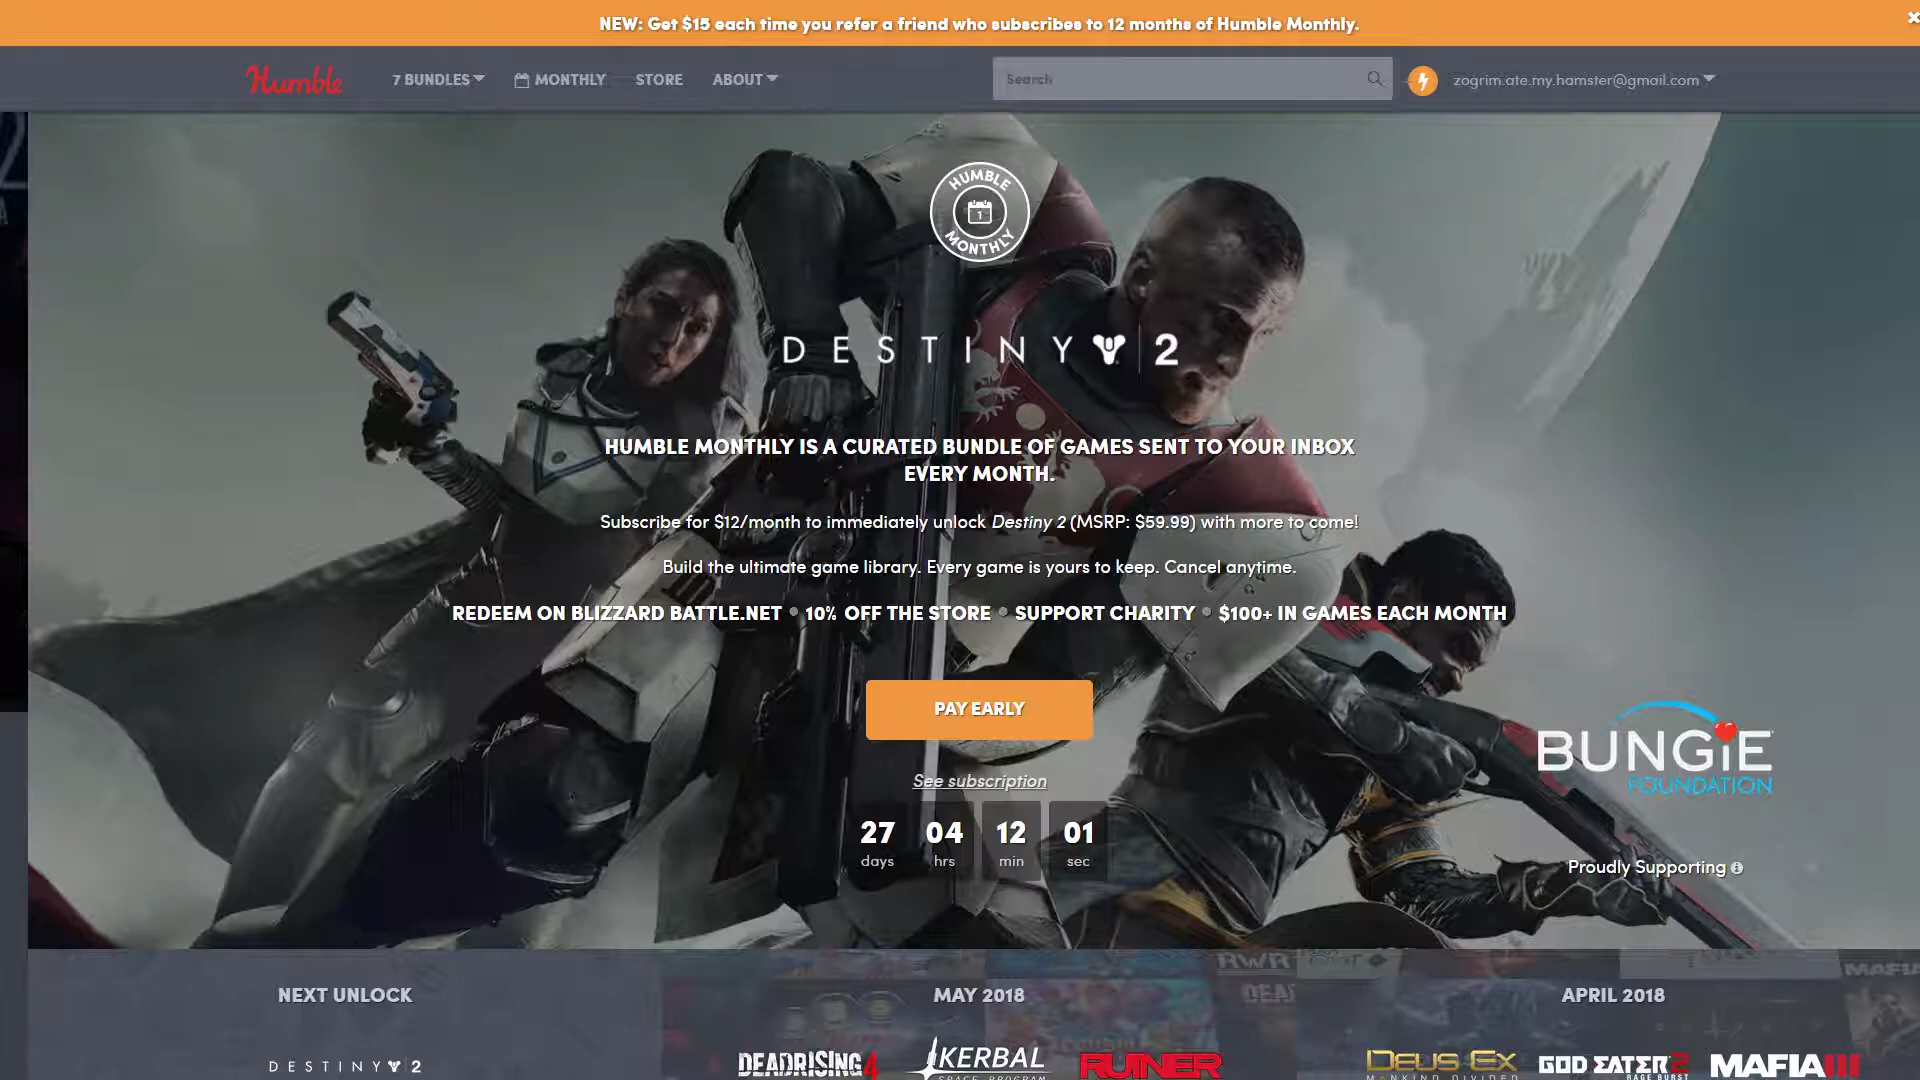 NEW: Get $15 each time you refer a friend who subscribes to 12 months of Humble Monthly.
Humble
7 BUNDLES
MONTHLY
STORE
ABOUT
Search
zogrim.ate.my.hamster@gmail.com
HUMBLE
1
MONTHLY
DESTINY 2
HUMBLE MONTHLY IS A CURATED BUNDLE OF GAMES SENT TO YOUR INBOX
EVERY MONTH.
Subscribe for $12/month to immediately unlock Destiny 2 (MSRP: $59.99) with more to come!
Build the ultimate game library. Every game is yours to keep. Cancel anytime.
REDEEM ON BLIZZARD BATTLE.NET • 10% OFF THE STORE • SUPPORT CHARITY • $100+ IN GAMES EACH MONTH
PAY EARLY
See subscription
27 04 12 01
days hrs min sec
BUNGiE
FOUNDATION
Proudly Supporting
NEXT UNLOCK
MAY 2018
APRIL 2018
DESTINY 2
DEADRISING 4
KERBAL
SPACE PROGRAM
RUINER
DEUS EX
MANKIND DIVIDED
GOD EATER 2
RAGE BURST
MAFIA III